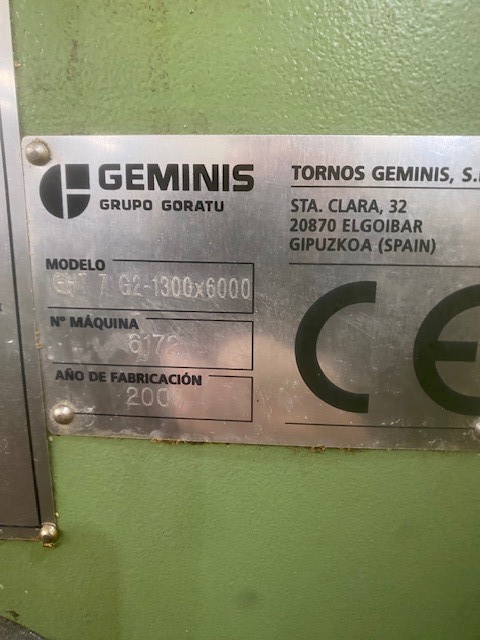 GEMINIS
GRUPO GORATU
TORNOS GEMINIS, S.
STA. CLARA, 32
20870 ELGOIBAR
GIPUZKOA (SPAIN)
MODELO
7 G2-1300x6000
Nº MÁQUINA
AÑO DE FABRICACIÓN
CE